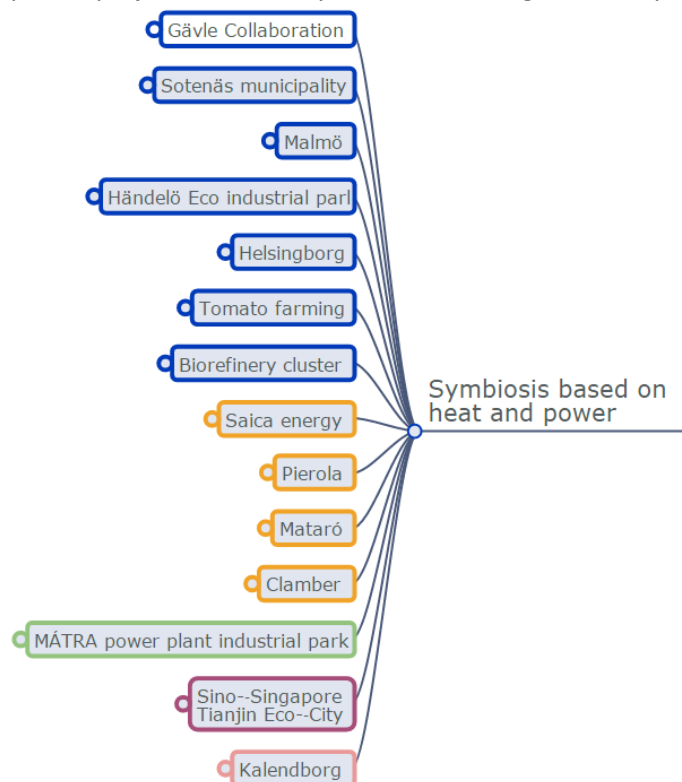 Gävle Collaboration
Sotenäs municipality
Malmö
Händelö Eco industrial parl
Helsingborg
Tomato farming
Biorefinery cluster
Symbiosis based on
heat and power
Saica energy
Pierola
Mataró
Clamber
MÁTRA power plant industrial park
Sino--Singapore
Tianjin Eco--City
Kalendborg